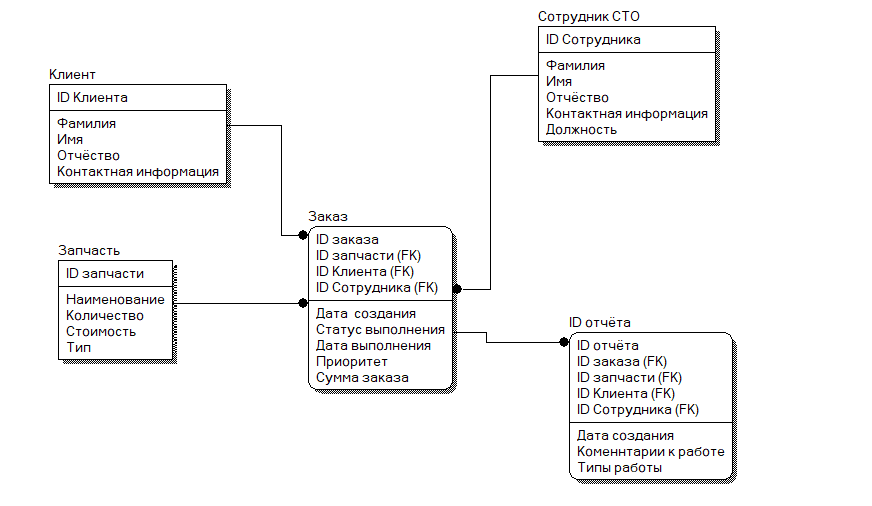 Сотрудник СТО
ID Сотрудника
Фамилия
Имя
Отчёство
Контактная информация
Должность
Клиент
ID Клиента
Фамилия
Имя
Отчёство
Контактная информация
Запчасть
ID запчасти
Наименование
Количество
Стоимость
Тип
Заказ
ID заказа
ID запчасти (FK)
ID Клиента (FK)
ID Сотрудника (FK)
Дата создания
Статус выполнения
Дата выполнения
Приоритет
Сумма заказа
ID отчёта
ID отчёта
ID заказа (FK)
ID запчасти (FK)
ID Клиента (FK)
ID Сотрудника (FK)
Дата создания
Коменнтарии к работе
Типы работы